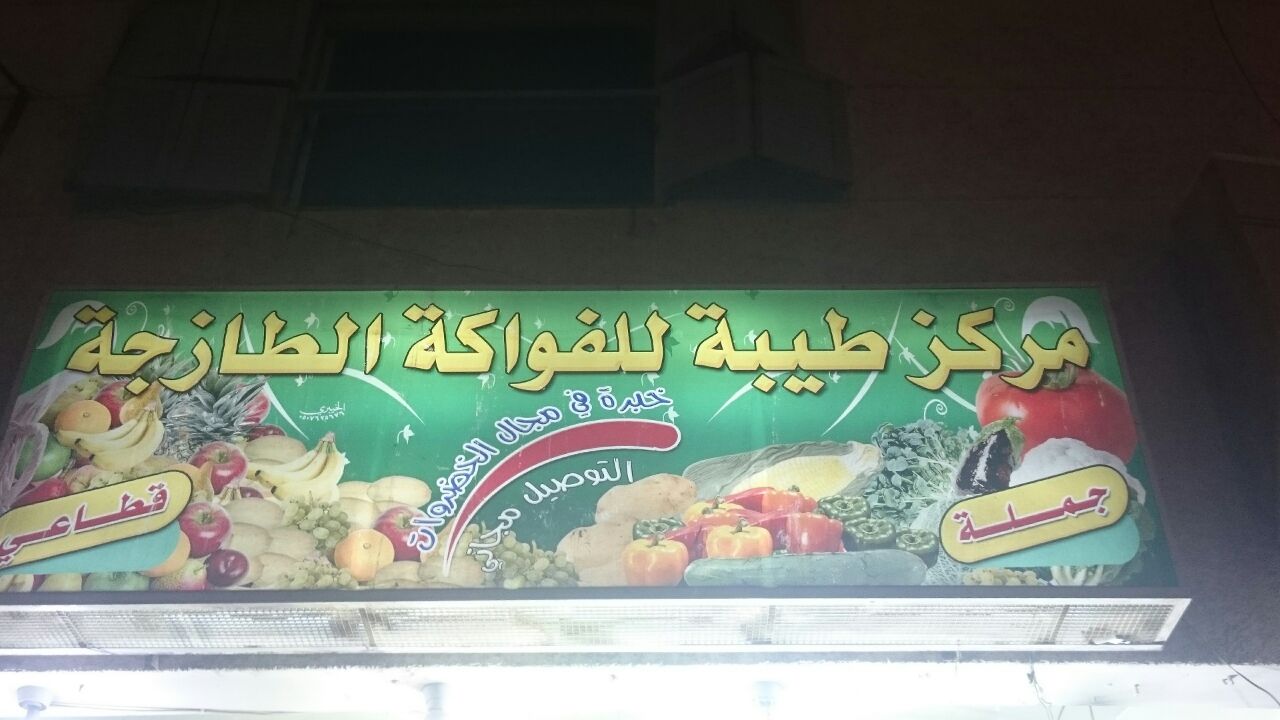 مركز طيبة للفواكة الطازجة
خبرة في مجال الخضروات
التوصيل مجاني
جملة
قطاعي